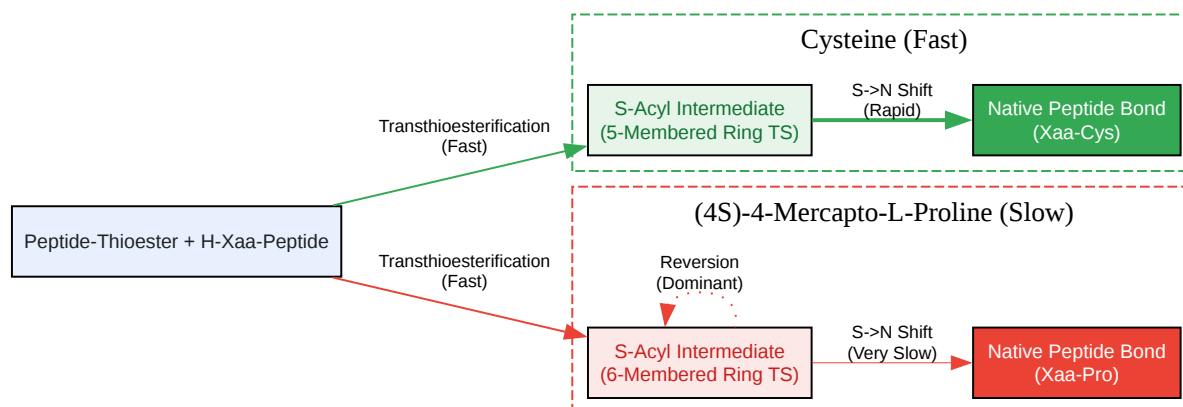 Cysteine (Fast)
S-Acyl Intermediate
(5-Membered Ring TS)
S->N Shift
(Rapid)
Native Peptide Bond
(Xaa-Cys)
Transthioesterification
(Fast)
Peptide-Thioester + H-Xaa-Peptide
Transthioesterification
(Fast)
(4S)-4-Mercapto-L-Proline (Slow)
Reversion
(Dominant)
S-Acyl Intermediate
(6-Membered Ring TS)
S->N Shift
(Very Slow)
Native Peptide Bond
(Xaa-Pro)